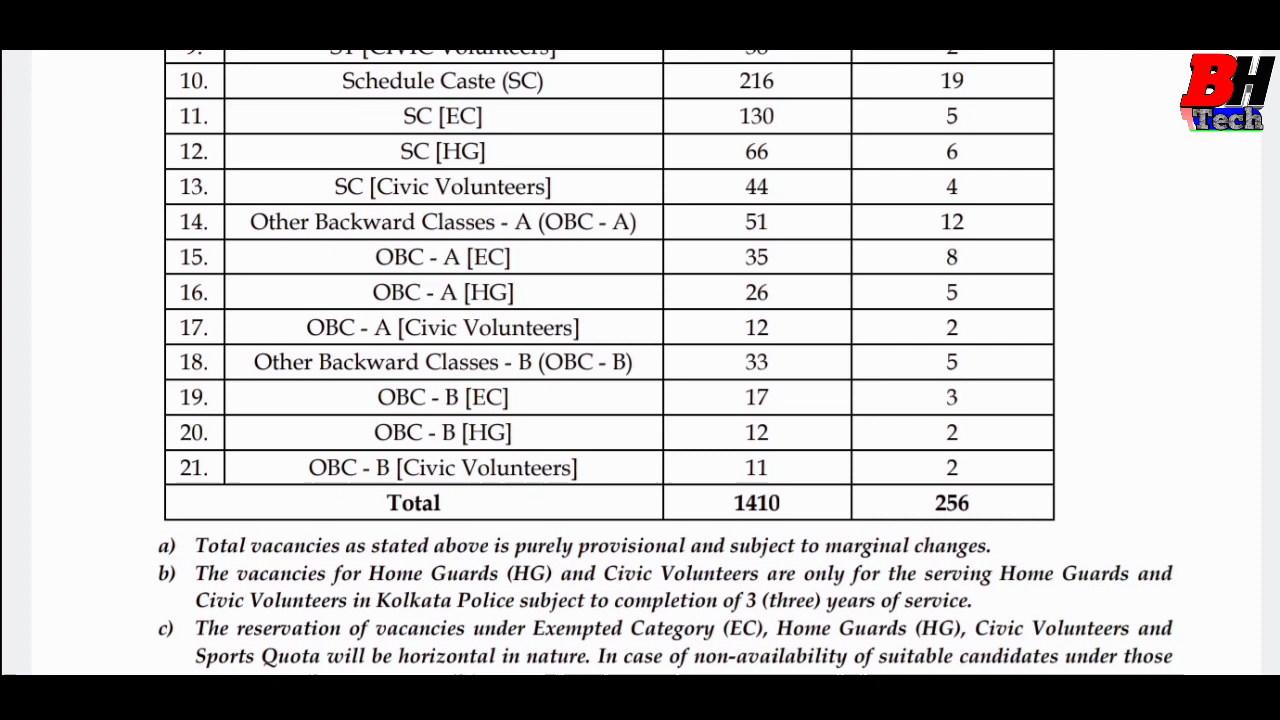 9. ST [Civic Volunteers] 58 2
10. Schedule Caste (SC) 216 19
11. SC [EC] 130 5
12. SC [HG] 66 6
13. SC [Civic Volunteers] 44 4
14. Other Backward Classes - A (OBC - A) 51 12
15. OBC - A [EC] 35 8
16. OBC - A [HG] 26 5
17. OBC - A [Civic Volunteers] 12 2
18. Other Backward Classes - B (OBC - B) 33 5
19. OBC - B [EC] 17 3
20. OBC - B [HG] 12 2
21. OBC - B [Civic Volunteers] 11 2
Total 1410 256
a) Total vacancies as stated above is purely provisional and subject to marginal changes.
b) The vacancies for Home Guards (HG) and Civic Volunteers are only for the serving Home Guards and
Civic Volunteers in Kolkata Police subject to completion of 3 (three) years of service.
c) The reservation of vacancies under Exempted Category (EC), Home Guards (HG), Civic Volunteers and
Sports Quota will be horizontal in nature. In case of non-availability of suitable candidates under those
BH
Tech